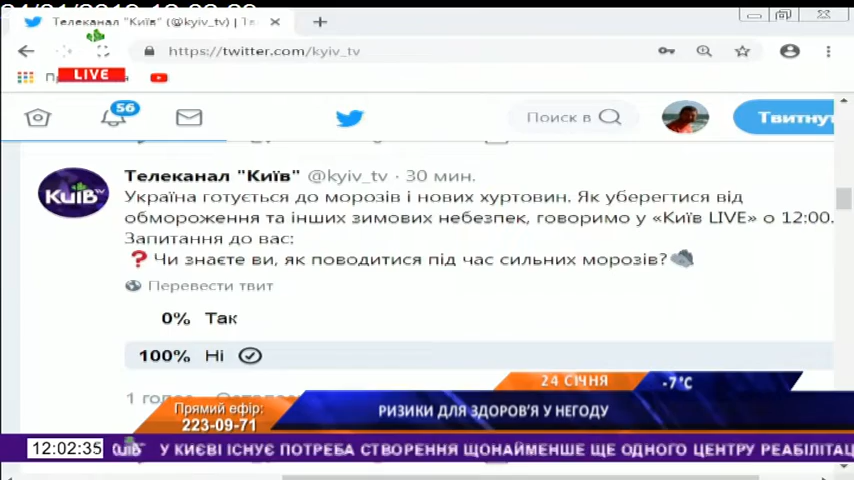 Телеканал "Київ" (@kyiv_tv) | Тв
https://twitter.com/kyiv_tv
LIVE
56
Поиск в
Твитнут
Телеканал "Київ" @kyiv_tv · 30 мин.
Україна готується до морозів і нових хуртовин. Як уберегтися від
обмороження та інших зимових небезпек, говоримо у «Київ LIVE» о 12:00.
Запитання до вас:
❓Чи знаєте ви, як поводитися під час сильних морозів?
Перевести твит
0% Так
100% Ні
1 голос
24 СІЧНЯ -7°C
Прямий ефір:
223-09-71
РИЗИКИ ДЛЯ ЗДОРОВ'Я У НЕГОДУ
12:02:35 КиЇВ У КИЄВІ ІСНУЄ ПОТРЕБА СТВОРЕННЯ ЩОНАЙМЕНШЕ ЩЕ ОДНОГО ЦЕНТРУ РЕАБІЛІТАЦ